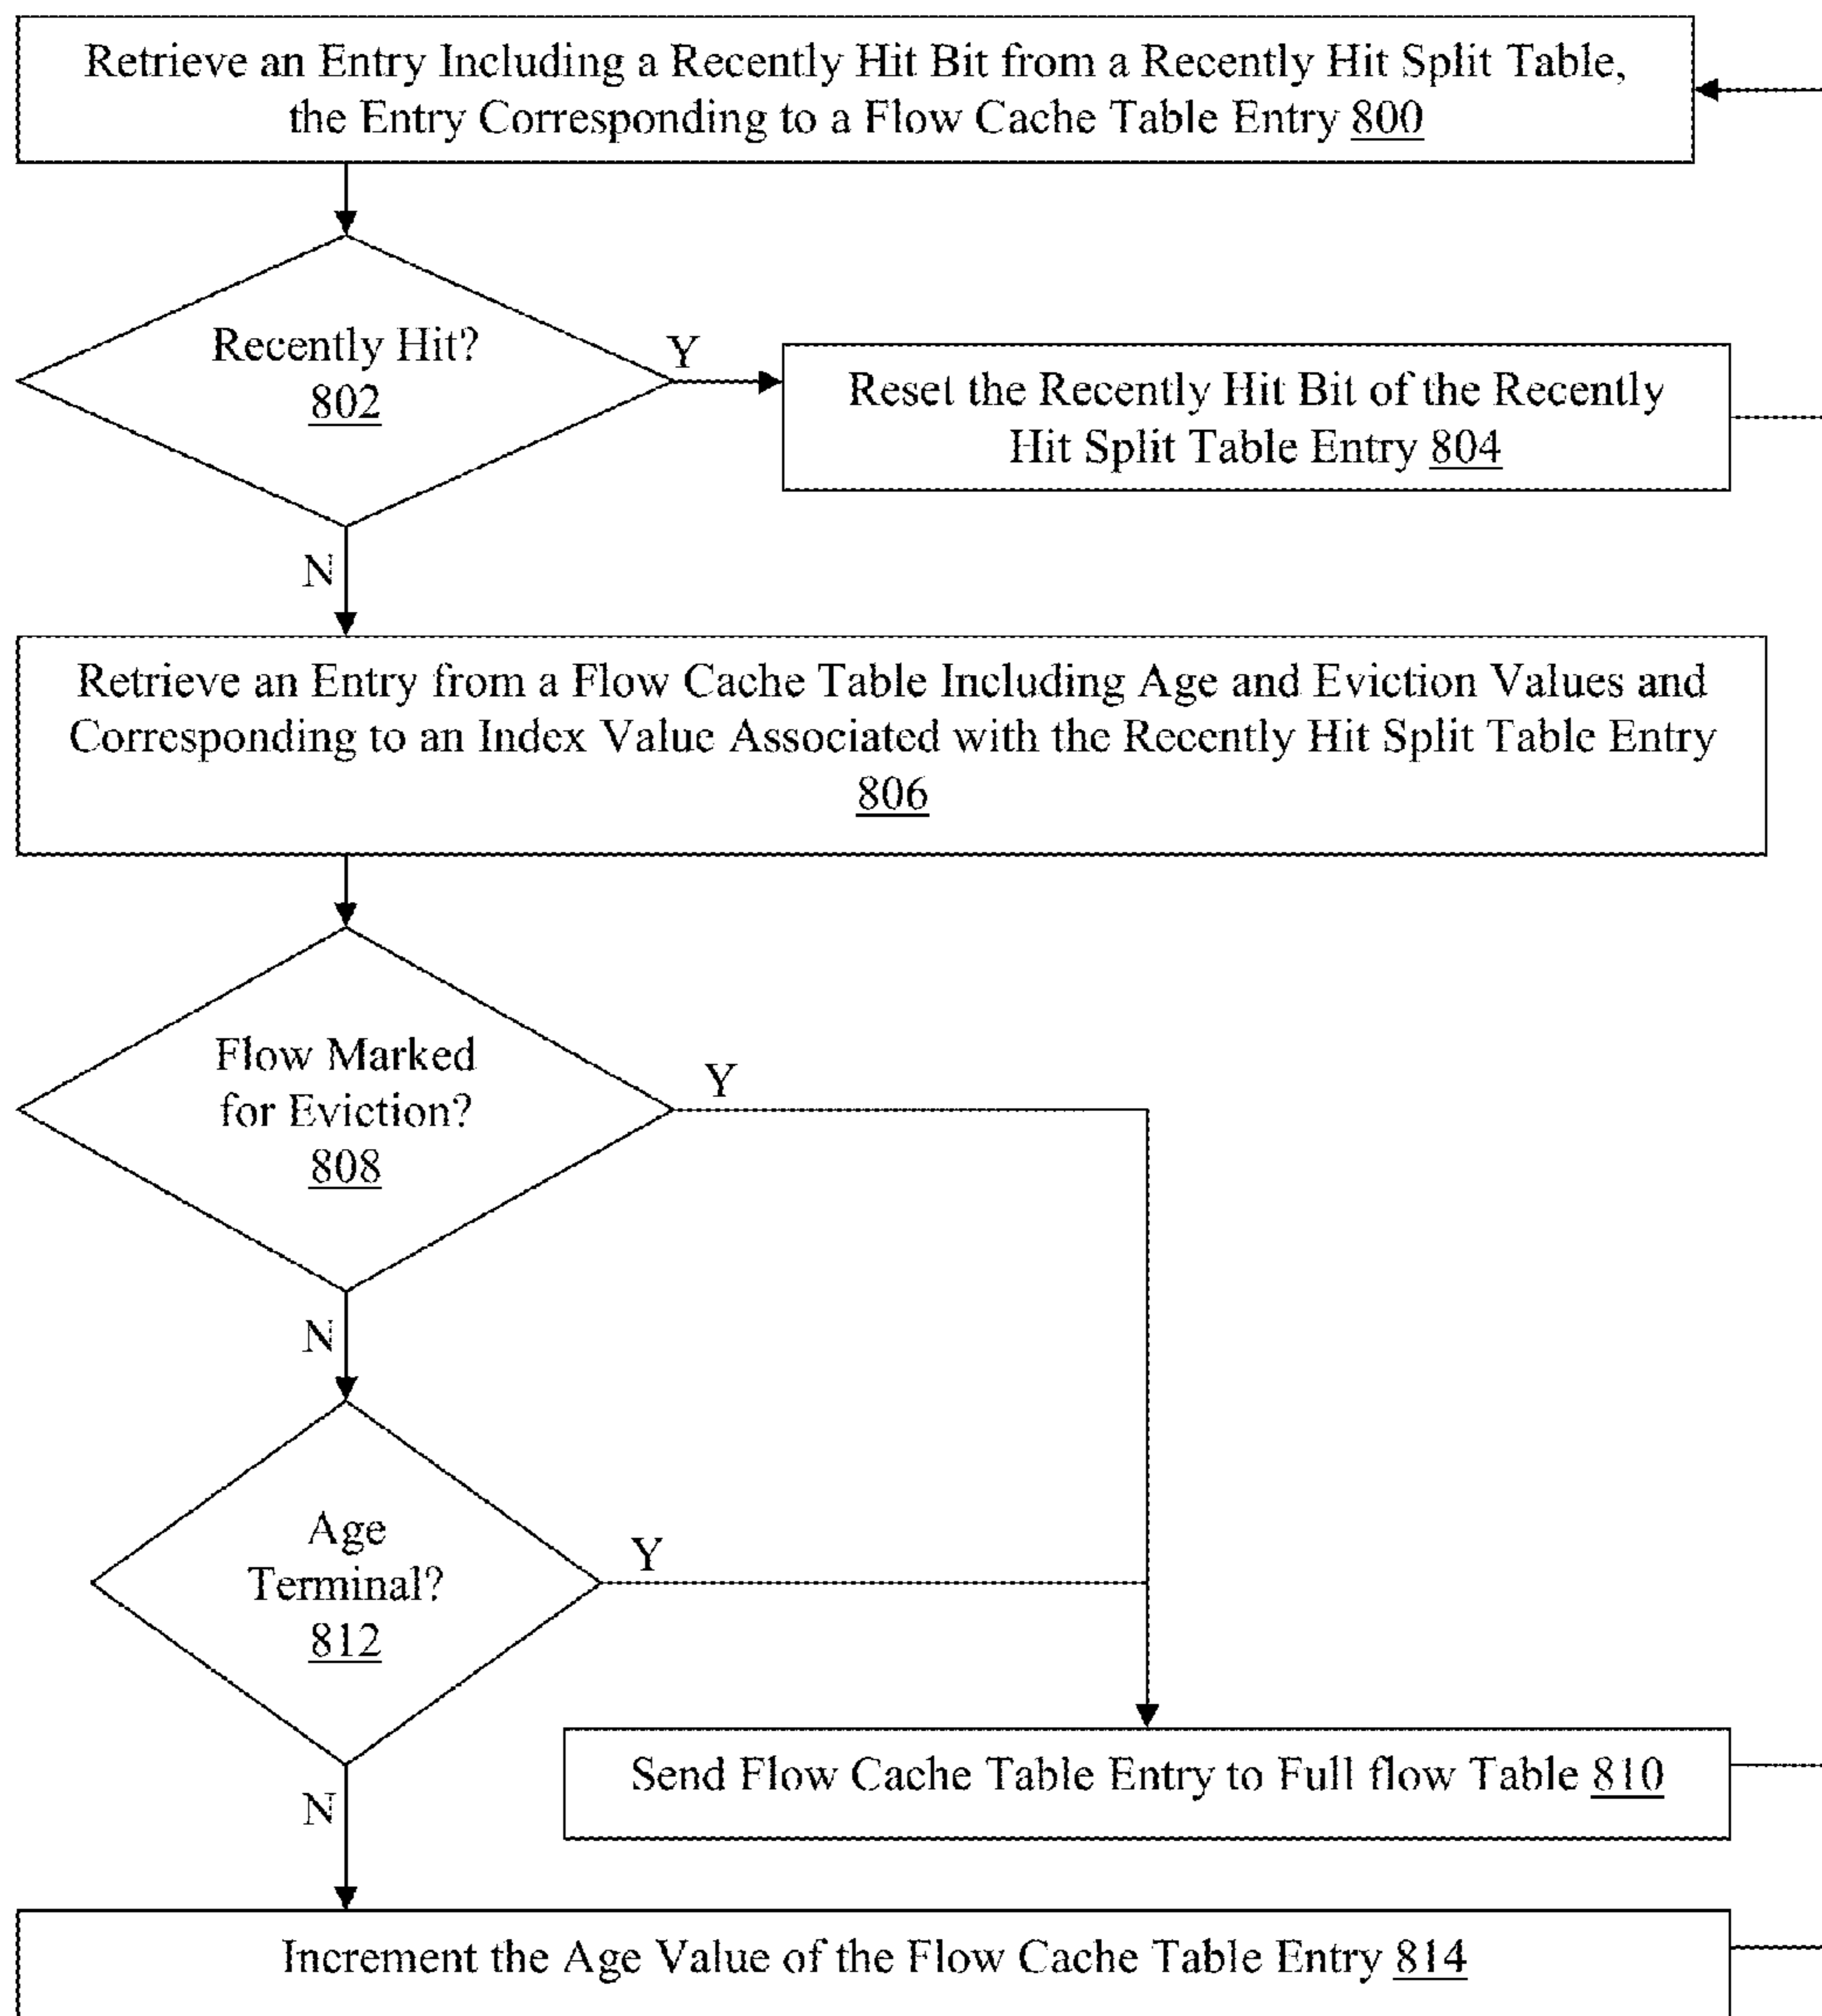 Retrieve an Entry Including a Recently Hit Bit from a Recently Hit Split Table,
the Entry Corresponding to a Flow Cache Table Entry 800
Recently Hit?
802
Y
Reset the Recently Hit Bit of the Recently
Hit Split Table Entry 804
N
Retrieve an Entry from a Flow Cache Table Including Age and Eviction Values and
Corresponding to an Index Value Associated with the Recently Hit Split Table Entry
806
Flow Marked
for Eviction?
808
Y
N
Age
Terminal?
812
Y
Send Flow Cache Table Entry to Full flow Table 810
N
Increment the Age Value of the Flow Cache Table Entry 814